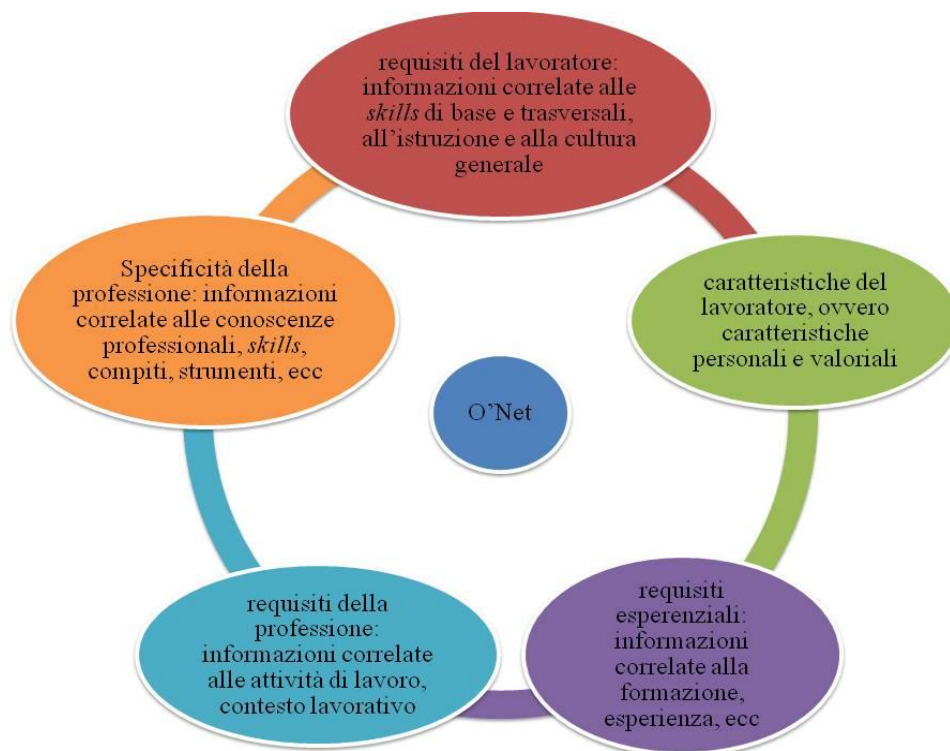 requisiti del lavoratore:
informazioni correlate alle
skills di base e trasversali,
all'istruzione e alla cultura
generale
Specificità della
professione: informazioni
correlate alle conoscenze
professionali, skills,
compiti, strumenti, ecc
caratteristiche del
lavoratore, ovvero
caratteristiche
personali e valoriali
O'Net
requisiti della
professione:
informazioni correlate
alle attività di lavoro,
contesto lavorativo
requisiti
esperenziali:
informazioni
correlate alla
formazione,
esperienza, ecc